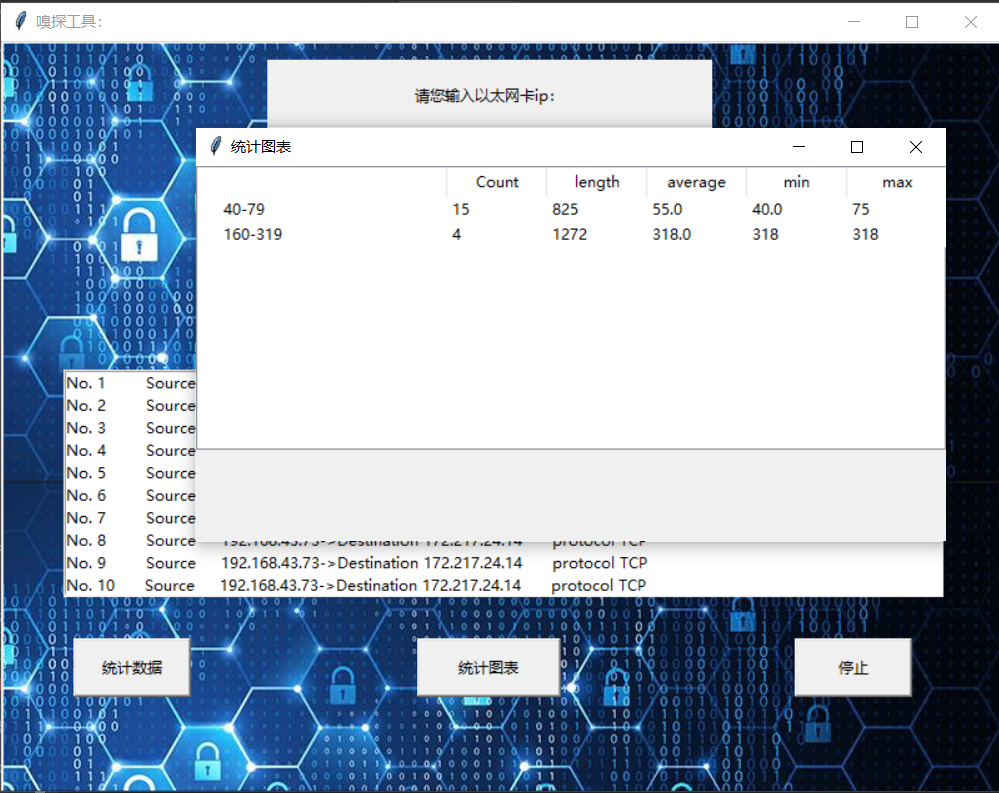 嗅探工具:
请您输入以太网卡ip:
统计图表
Count length average min max
40-79 15 825 55.0 40.0 75
160-319 4 1272 318.0 318 318
No. 1 Source
No. 2 Source
No. 3 Source
No. 4 Source
No. 5 Source
No. 6 Source
No. 7 Source
No. 8 Source 192.168.43.73->Destination 172.217.24.14 protocol TCP
No. 9 Source 192.168.43.73->Destination 172.217.24.14 protocol TCP
No. 10 Source 192.168.43.73->Destination 172.217.24.14 protocol TCP
统计数据 统计图表 停止